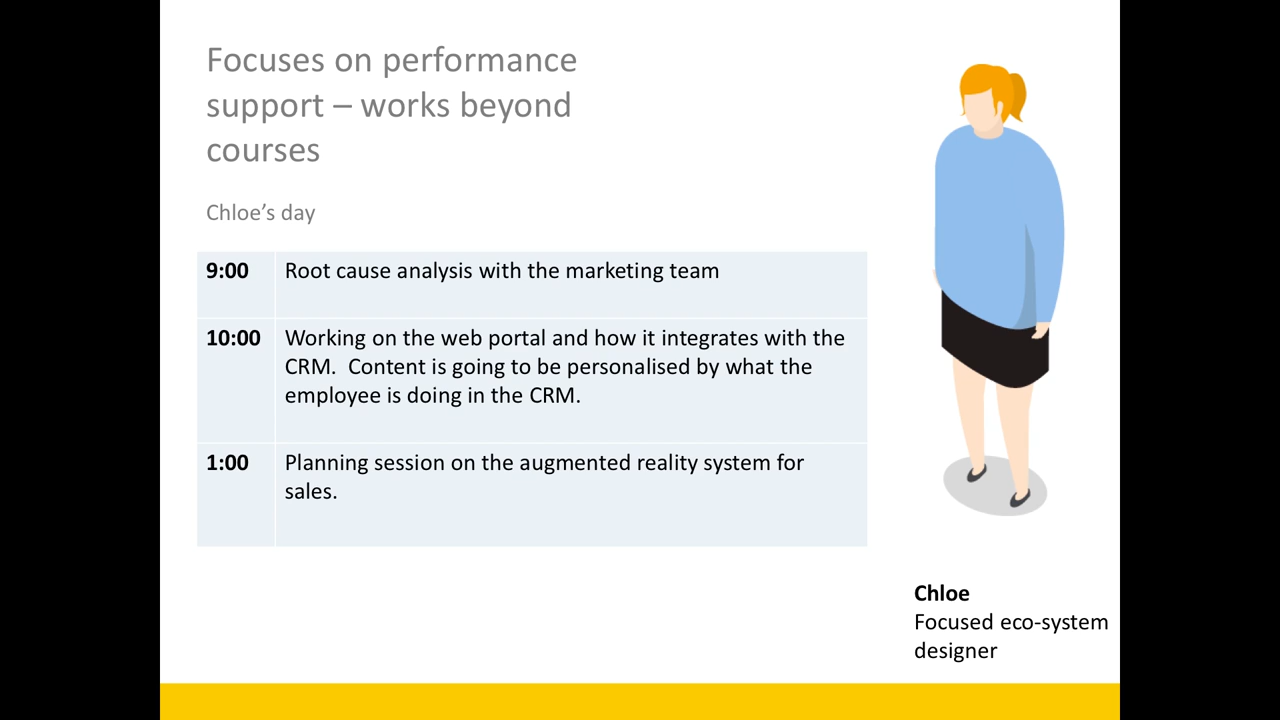 Focuses on performance
support – works beyond
courses
Chloe’s day
9:00 Root cause analysis with the marketing team
10:00 Working on the web portal and how it integrates with the
CRM.  Content is going to be personalised by what the
employee is doing in the CRM.
1:00 Planning session on the augmented reality system for
sales.
Chloe
Focused eco-system
designer